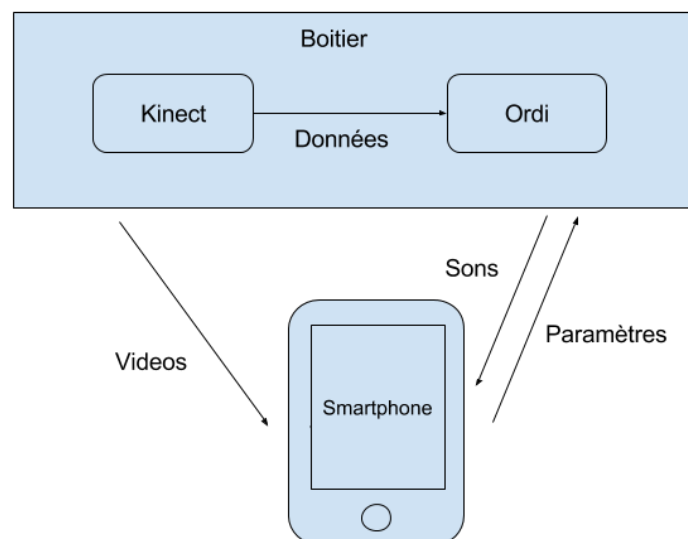 Boitier
Kinect
Ordi
Données
Sons
Paramètres
Videos
Smartphone